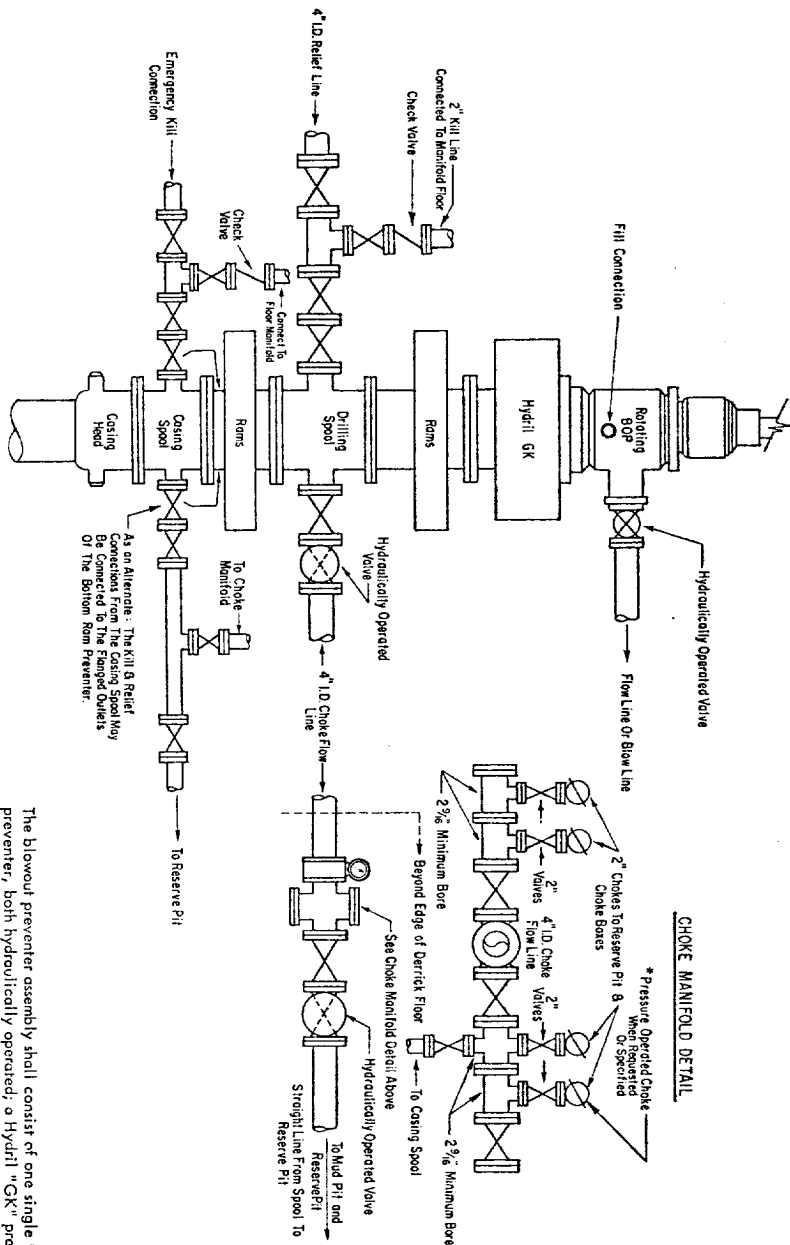 4" I.D. Relief Line
2" Kill Line
Connected To Manifold Floor
Check Valve
Emergency Kill
Connection
Check
Valve
Connect To
Floor Manifold
Fill Connection
Rotating
BOP
Hydril GK
Rams
Drilling
Spool
Rams
Casing
Spool
Casing
Head
Hydraulically Operated Valve
Flow Line Or Blow Line
Hydraulically Operated
Valve
4" I.D. Choke Flow
Line
To Choke
Manifold
As an Alternate: The Kill & Relief
Connections From The Casing Spool May
Be Connected To The Flanged Outlets
Of The Bottom Ram Preventer.
To Reserve Pit
CHOKE MANIFOLD DETAIL
* Pressure Operated Choke
When Requested
Or Specified
2" Chokes To Reserve Pit &
Choke Boxes
2"
Valves
4" I.D. Choke
Flow Line
2"
Valves
2 9/16" Minimum Bore
2 9/16" Minimum Bore
To Casing Spool
Beyond Edge of Derrick Floor
See Choke Manifold Detail Above
Hydraulically Operated Valve
To Mud Pit and
Reserve Pit
Straight Line From Spool To
Reserve Pit
The blowout preventer assembly shall consist of one single
preventer, both hydraulically operated; a Hydril "GK"